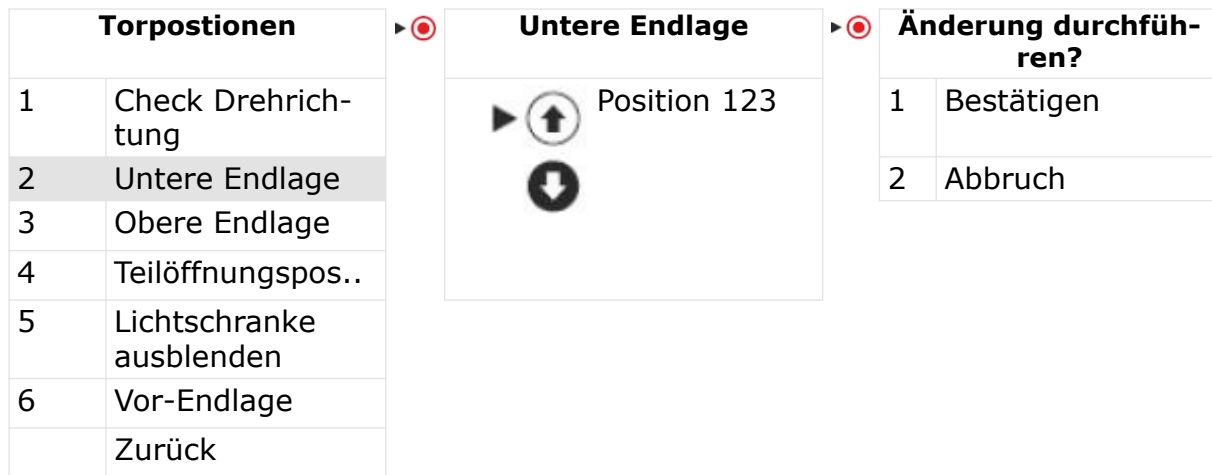 Torpostionen
1 Check Drehrich-
tung
2 Untere Endlage
3 Obere Endlage
4 Teilöffnungspos..
5 Lichtschranke
ausblenden
6 Vor-Endlage
Zurück
Untere Endlage
Position 123
Änderung durchfüh-
ren?
1 Bestätigen
2 Abbruch